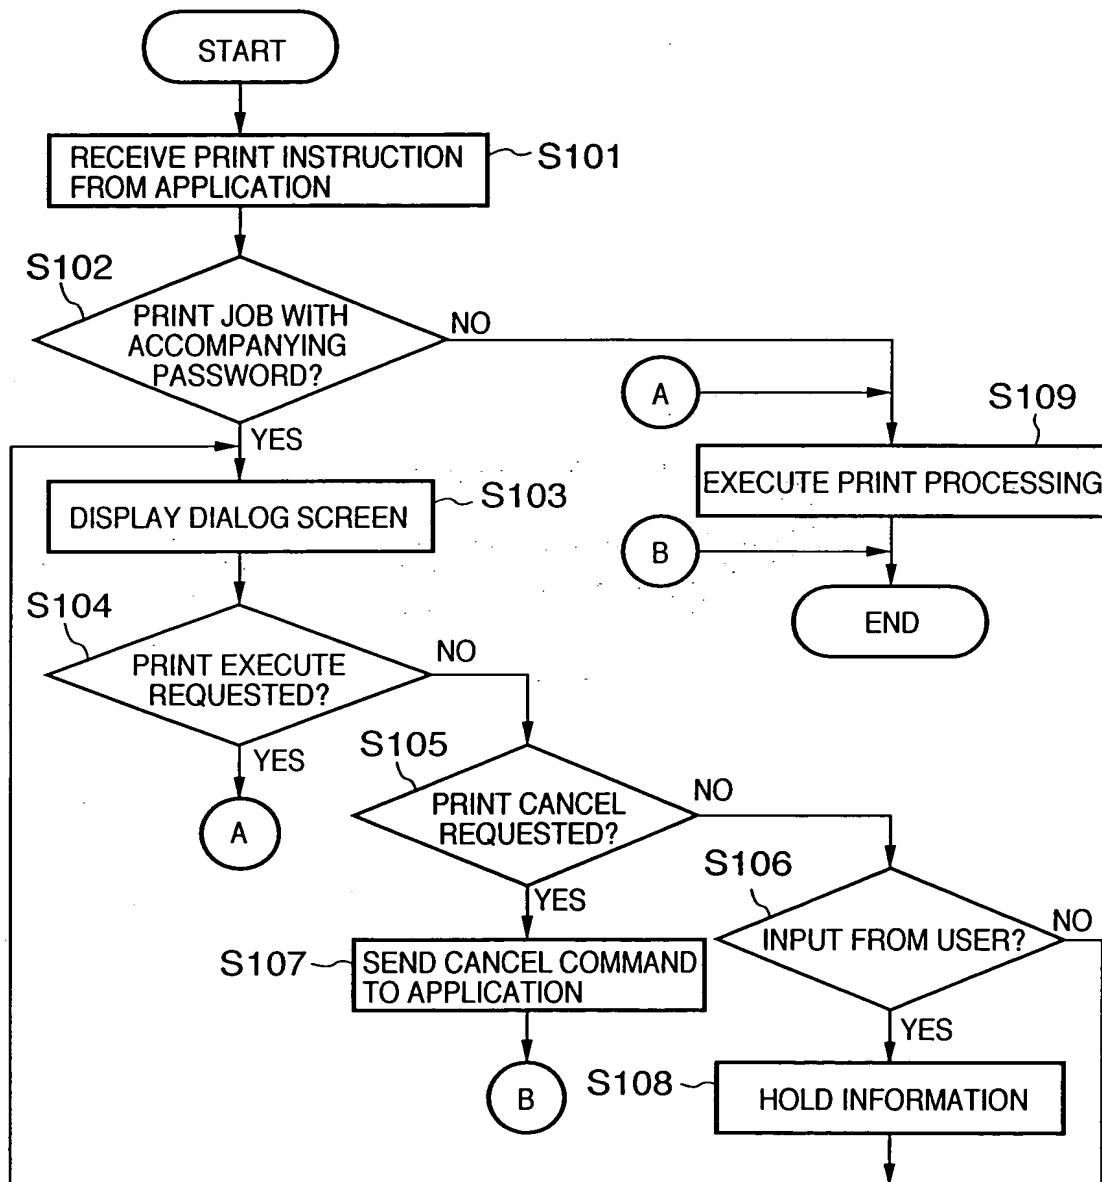 START
RECEIVE PRINT INSTRUCTION
FROM APPLICATION
S101
S102
PRINT JOB WITH
ACCOMPANYING
PASSWORD?
NO
YES
A
S109
EXECUTE PRINT PROCESSING
B
END
DISPLAY DIALOG SCREEN
S103
S104
PRINT EXECUTE
REQUESTED?
NO
YES
A
S105
PRINT CANCEL
REQUESTED?
NO
YES
S106
INPUT FROM USER?
NO
YES
S107
SEND CANCEL COMMAND
TO APPLICATION
B
S108
HOLD INFORMATION